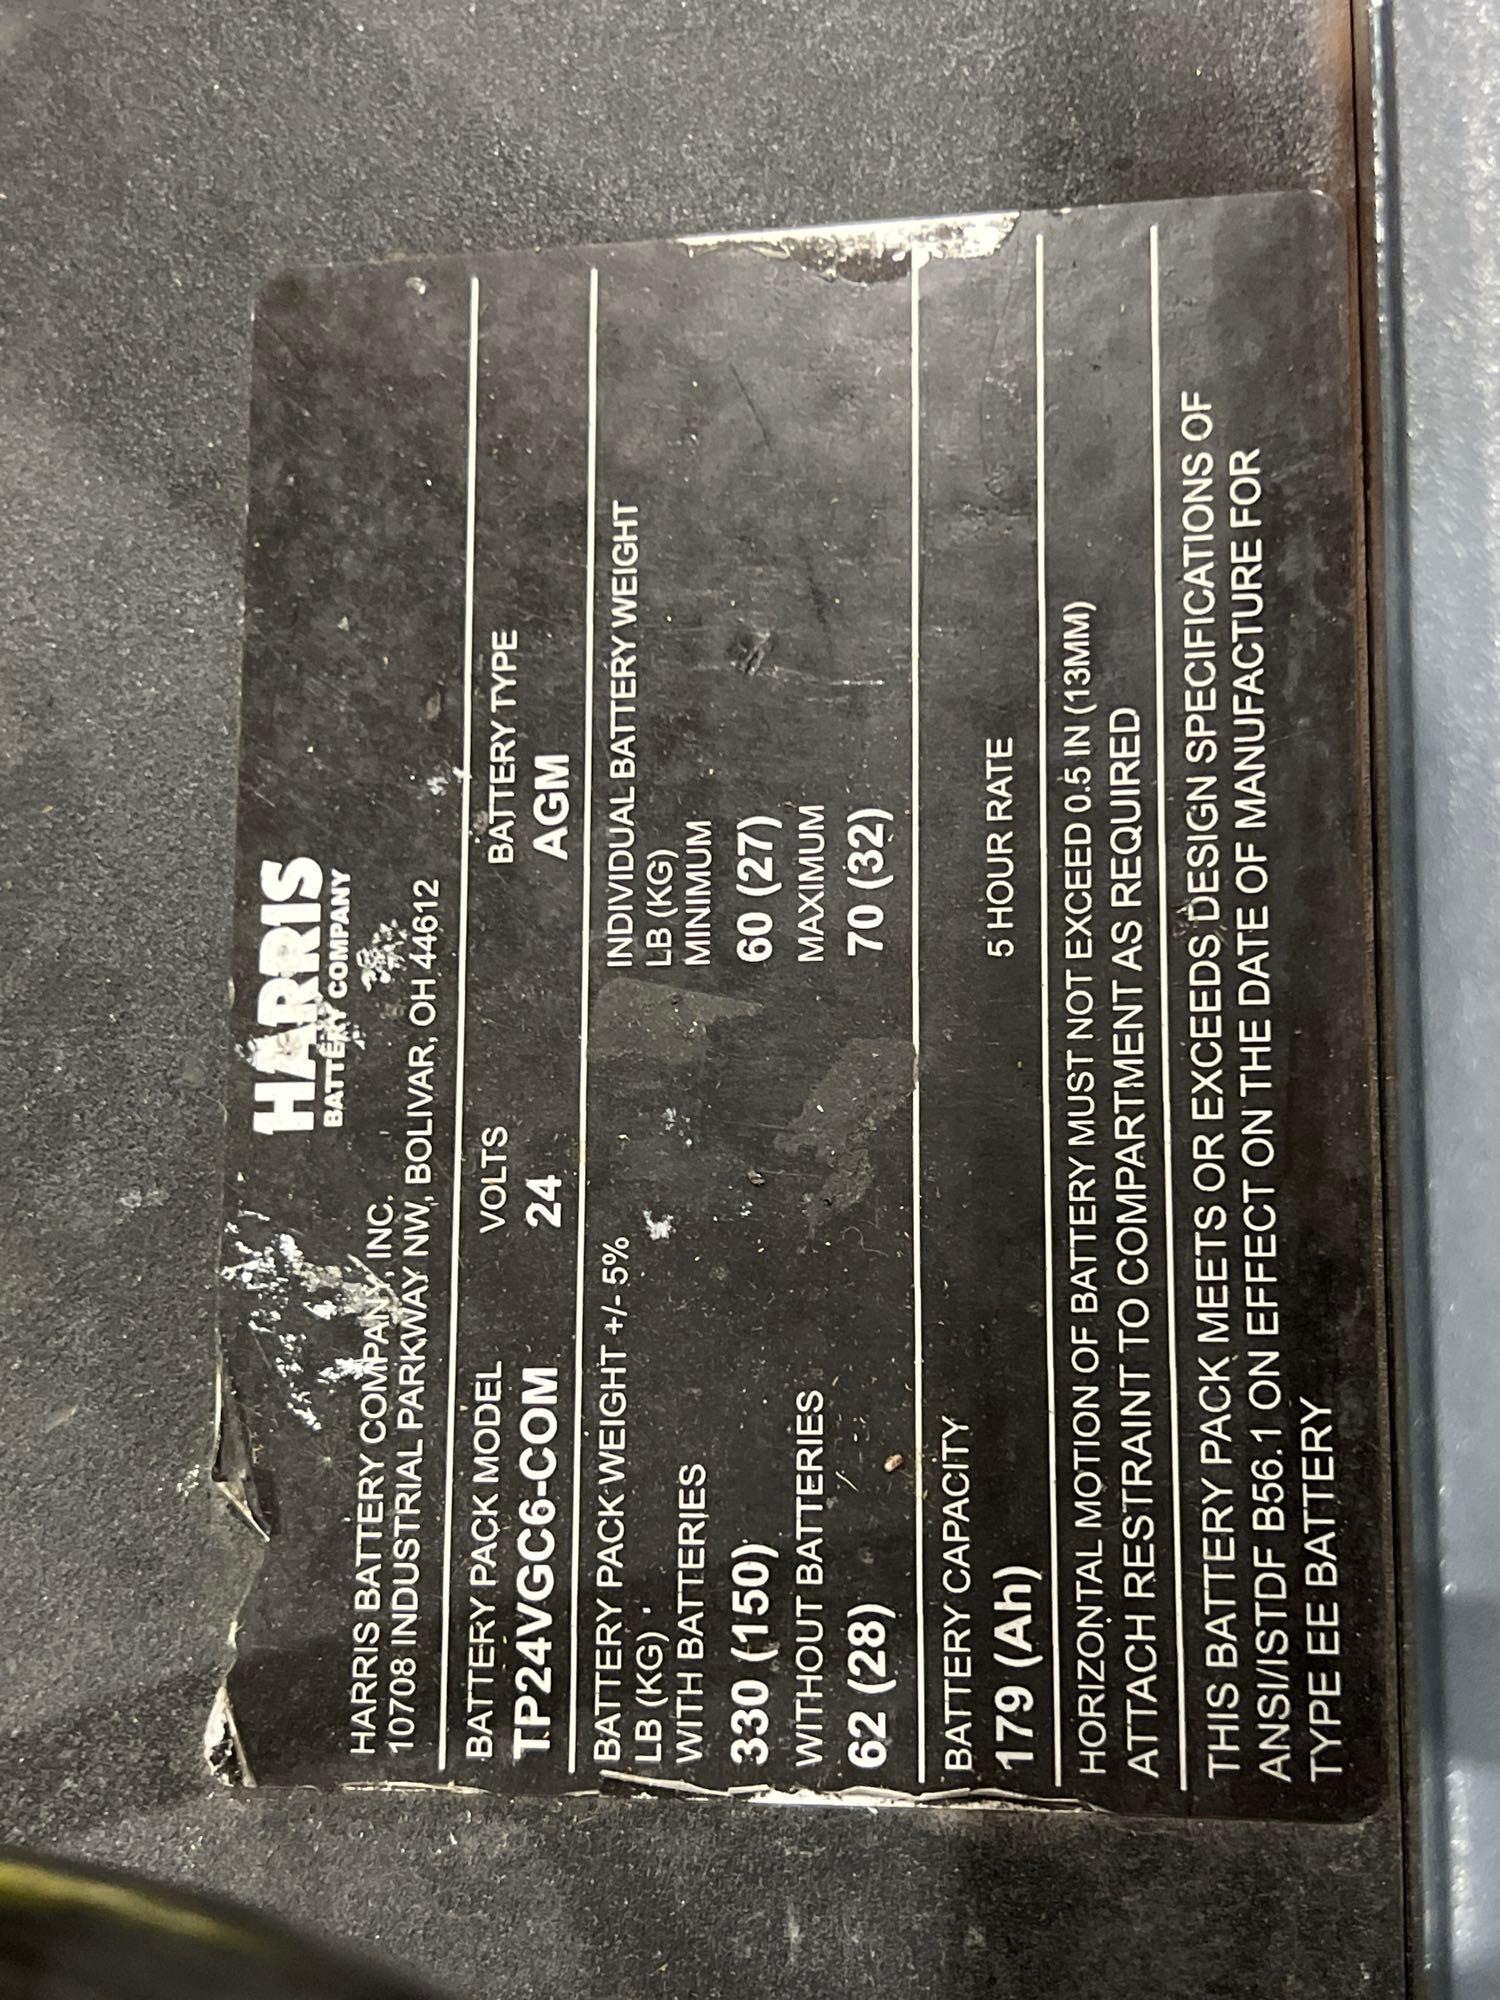 HARRIS
BATTERY COMPANY
HARRIS BATTERY COMPANY, INC.
10708 INDUSTRIAL PARKWAY NW, BOLIVAR, OH 44612
BATTERY PACK MODEL VOLTS BATTERY TYPE
TP24VGC6-COM 24 AGM
BATTERY PACK WEIGHT +/- 5% INDIVIDUAL BATTERY WEIGHT
LB (KG) LB (KG)
WITH BATTERIES MINIMUM
330 (150) 60 (27)
WITHOUT BATTERIES MAXIMUM
62 (28) 70 (32)
BATTERY CAPACITY
179 (Ah) 5 HOUR RATE
HORIZONTAL MOTION OF BATTERY MUST NOT EXCEED 0.5 IN (13MM)
ATTACH RESTRAINT TO COMPARTMENT AS REQUIRED
THIS BATTERY PACK MEETS OR EXCEEDS DESIGN SPECIFICATIONS OF
ANSI/ISTDF B56.1 ON EFFECT ON THE DATE OF MANUFACTURE FOR
TYPE EE BATTERY